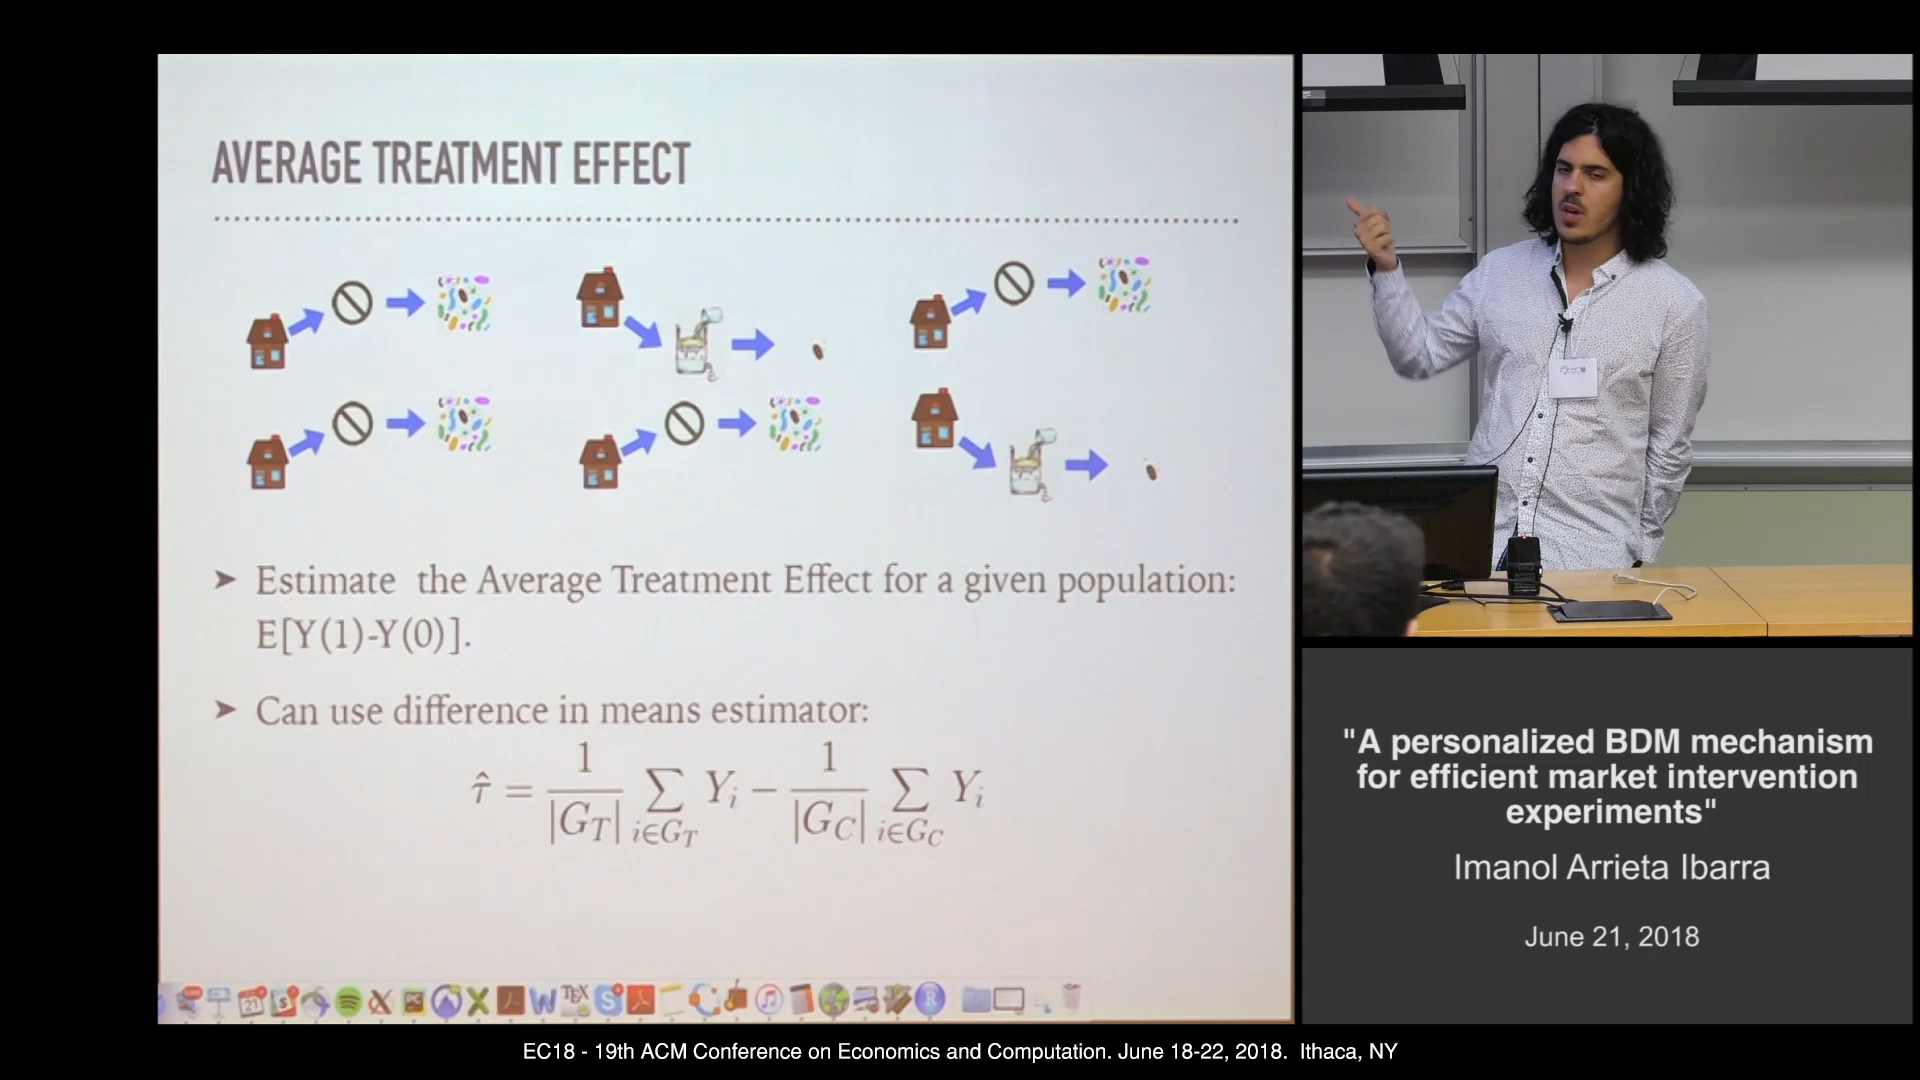 AVERAGE TREATMENT EFFECT
➤ Estimate the Average Treatment Effect for a given population:
E[Y(1)-Y(0)].
➤ Can use difference in means estimator:
τ̂ = 1/|G_T| ∑_{i∈G_T} Y_i − 1/|G_C| ∑_{i∈G_C} Y_i
"A personalized BDM mechanism
for efficient market intervention
experiments"
Imanol Arrieta Ibarra
June 21, 2018
EC18 - 19th ACM Conference on Economics and Computation. June 18-22, 2018. Ithaca, NY